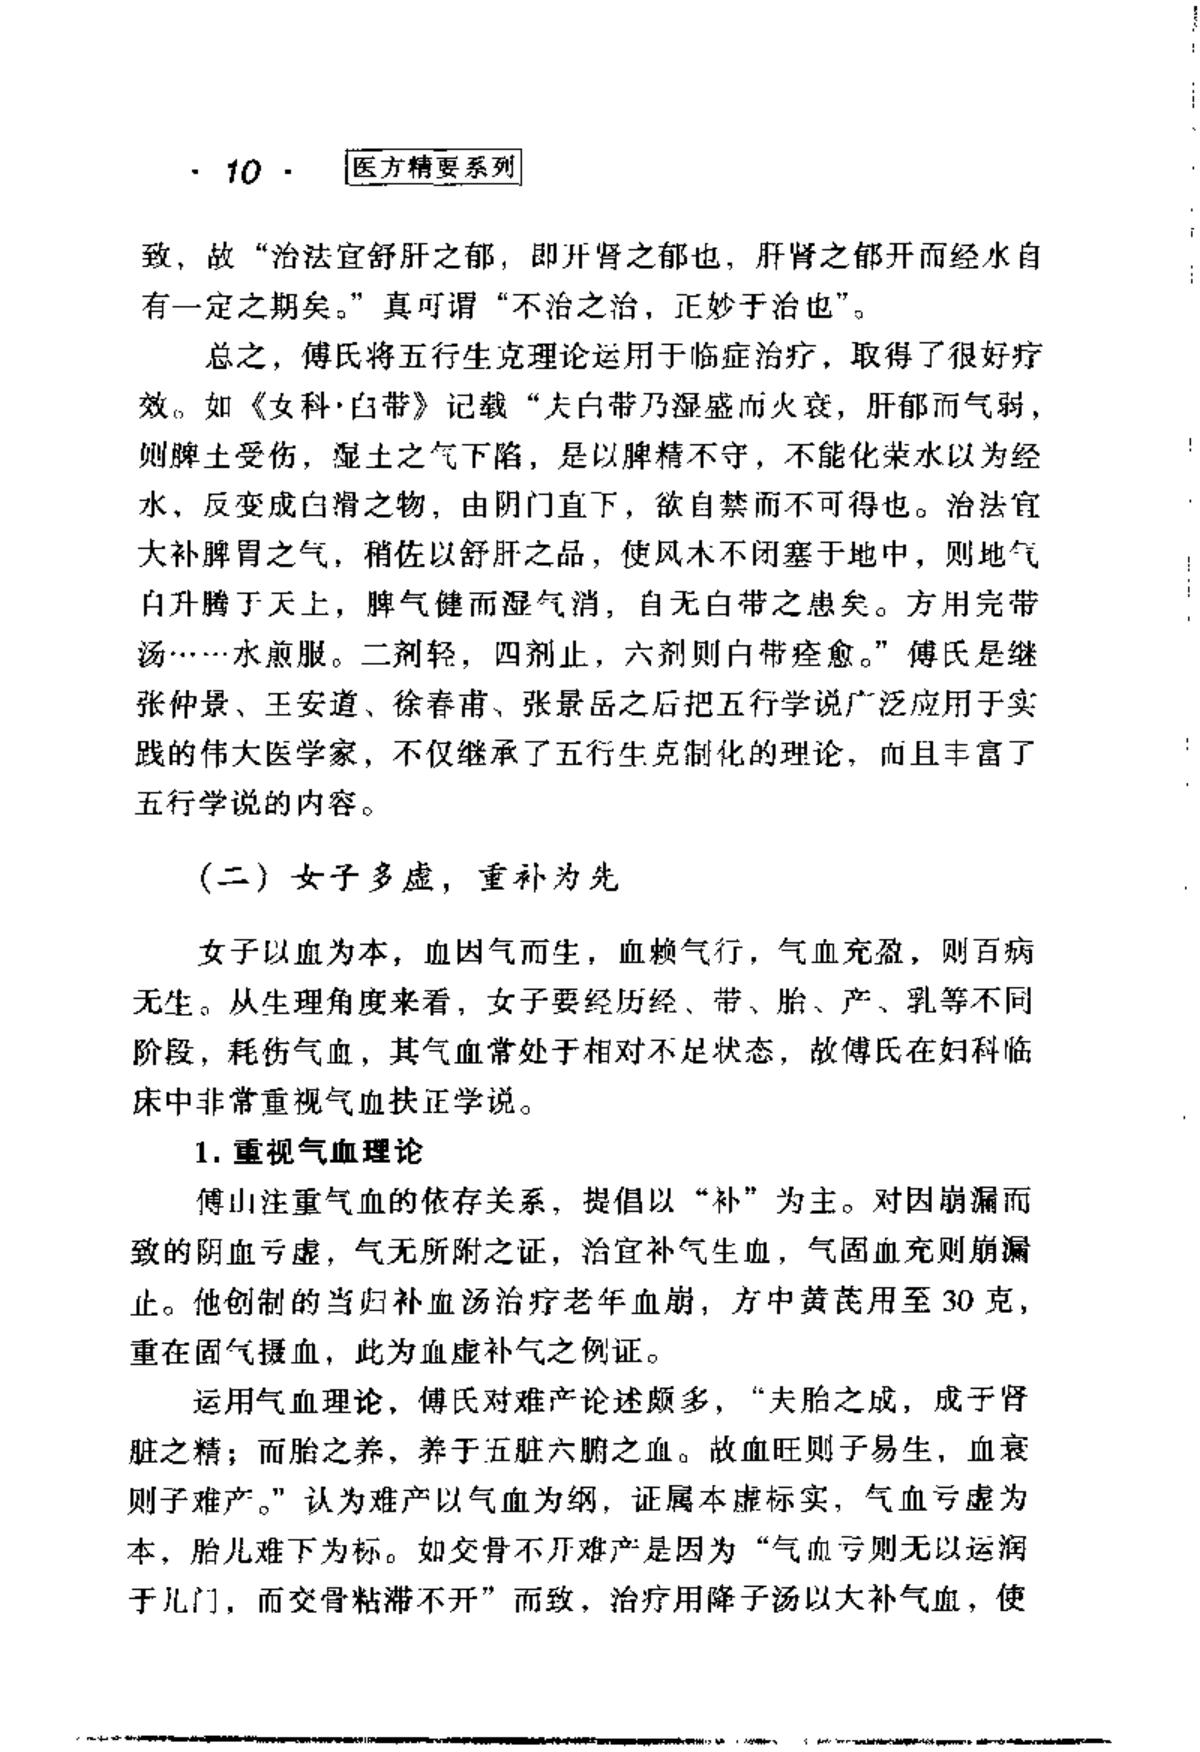 · 10 · 医方精要系列
致，故“治法宜舒肝之郁，即开肾之郁也，肝肾之郁开而经水自
有一定之期矣。”真可谓“不治之治，正妙于治也”。
总之，傅氏将五行生克理论运用于临症治疗，取得了很好疗
效。如《女科·白带》记载“夫白带乃湿盛而火衰，肝郁而气弱，
则脾土受伤，湿土之气下陷，是以脾精不守，不能化荣水以为经
水，反变成白滑之物，由阴门直下，欲自禁而不可得也。治法宜
大补脾胃之气，稍佐以舒肝之品，使风木不闭塞于地中，则地气
自升腾于天上，脾气健而湿气消，自无白带之患矣。方用完带
汤……水煎服。二剂轻，四剂止，六剂则白带痊愈。”傅氏是继
张仲景、王安道、徐春甫、张景岳之后把五行学说广泛应用于实
践的伟大医学家，不仅继承了五行生克制化的理论，而且丰富了
五行学说的内容。
（二）女子多虚，重补为先
女子以血为本，血因气而生，血赖气行，气血充盈，则百病
无生。从生理角度来看，女子要经历经、带、胎、产、乳等不同
阶段，耗伤气血，其气血常处于相对不足状态，故傅氏在妇科临
床中非常重视气血扶正学说。
1. 重视气血理论
傅山注重气血的依存关系，提倡以“补”为主。对因崩漏而
致的阴血亏虚，气无所附之证，治宜补气生血，气固血充则崩漏
止。他创制的当归补血汤治疗老年血崩，方中黄芪用至 30 克，
重在固气摄血，此为血虚补气之例证。
运用气血理论，傅氏对难产论述颇多，“夫胎之成，成于肾
脏之精；而胎之养，养于五脏六腑之血。故血旺则子易生，血衰
则子难产。”认为难产以气血为纲，证属本虚标实，气血亏虚为
本，胎儿难下为标。如交骨不开难产是因为“气血亏则无以运润
于儿门，而交骨粘滞不开”而致，治疗用降子汤以大补气血，使